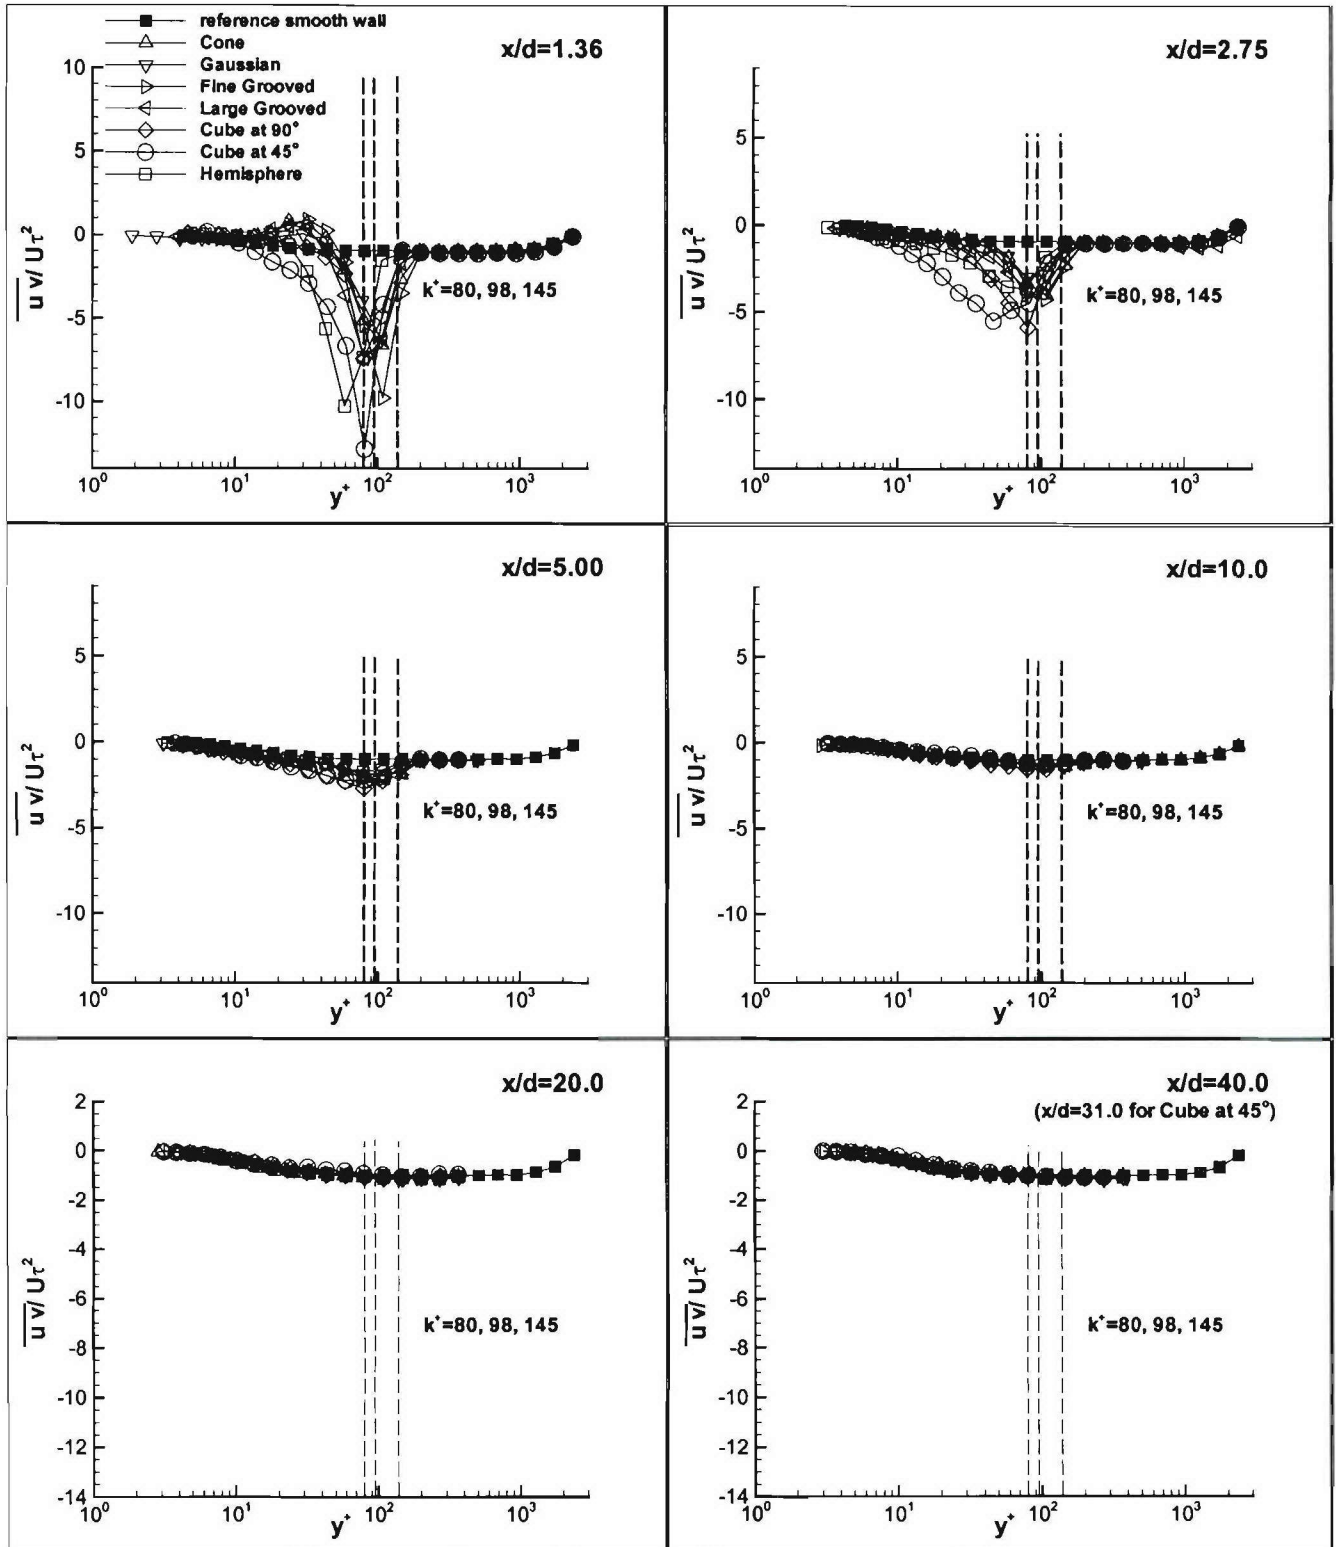 reference smooth wall
Cone
Gaussian
Fine Grooved
Large Grooved
Cube at 90°
Cube at 45°
Hemisphere
x/d=1.36
10
5
0
-5
-10
u v/ Uτ²
k⁺=80, 98, 145
10⁰ 10¹ 10² 10³
y⁺
x/d=2.75
5
0
-5
-10
u v/ Uτ²
k⁺=80, 98, 145
10⁰ 10¹ 10² 10³
y⁺
x/d=5.00
5
0
-5
-10
u v/ Uτ²
k⁺=80, 98, 145
10⁰ 10¹ 10² 10³
y⁺
x/d=10.0
5
0
-5
-10
u v/ Uτ²
k⁺=80, 98, 145
10⁰ 10¹ 10² 10³
y⁺
x/d=20.0
2
0
-2
-4
-6
-8
-10
-12
-14
u v/ Uτ²
k⁺=80, 98, 145
10⁰ 10¹ 10² 10³
y⁺
x/d=40.0
(x/d=31.0 for Cube at 45°)
2
0
-2
-4
-6
-8
-10
-12
-14
u v/ Uτ²
k⁺=80, 98, 145
10⁰ 10¹ 10² 10³
y⁺